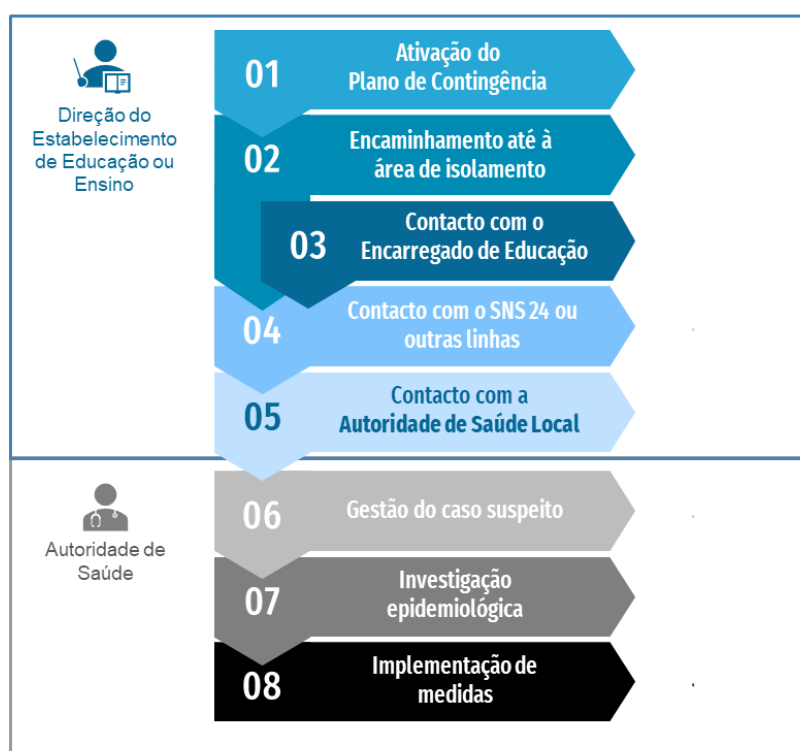 Direção do
Estabelecimento
de Educação ou
Ensino
01
Ativação do
Plano de Contingência
02
Encaminhamento até à
área de isolamento
03
Contacto com o
Encarregado de Educação
04
Contacto com o SNS 24 ou
outras linhas
05
Contacto com a
Autoridade de Saúde Local
Autoridade de
Saúde
06
Gestão do caso suspeito
07
Investigação
epidemiológica
08
Implementação de
medidas